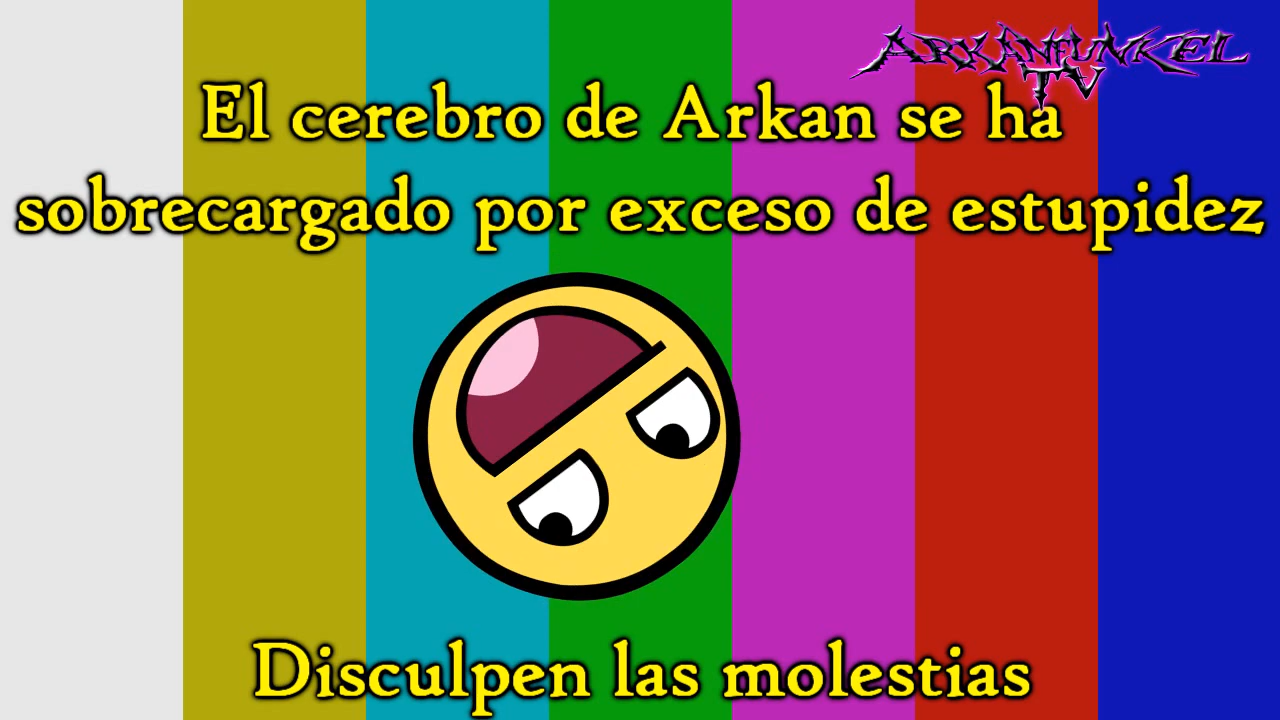 ARKANFUNKEL
TV
El cerebro de Arkan se ha
sobrecargado por exceso de estupidez
Disculpen las molestias